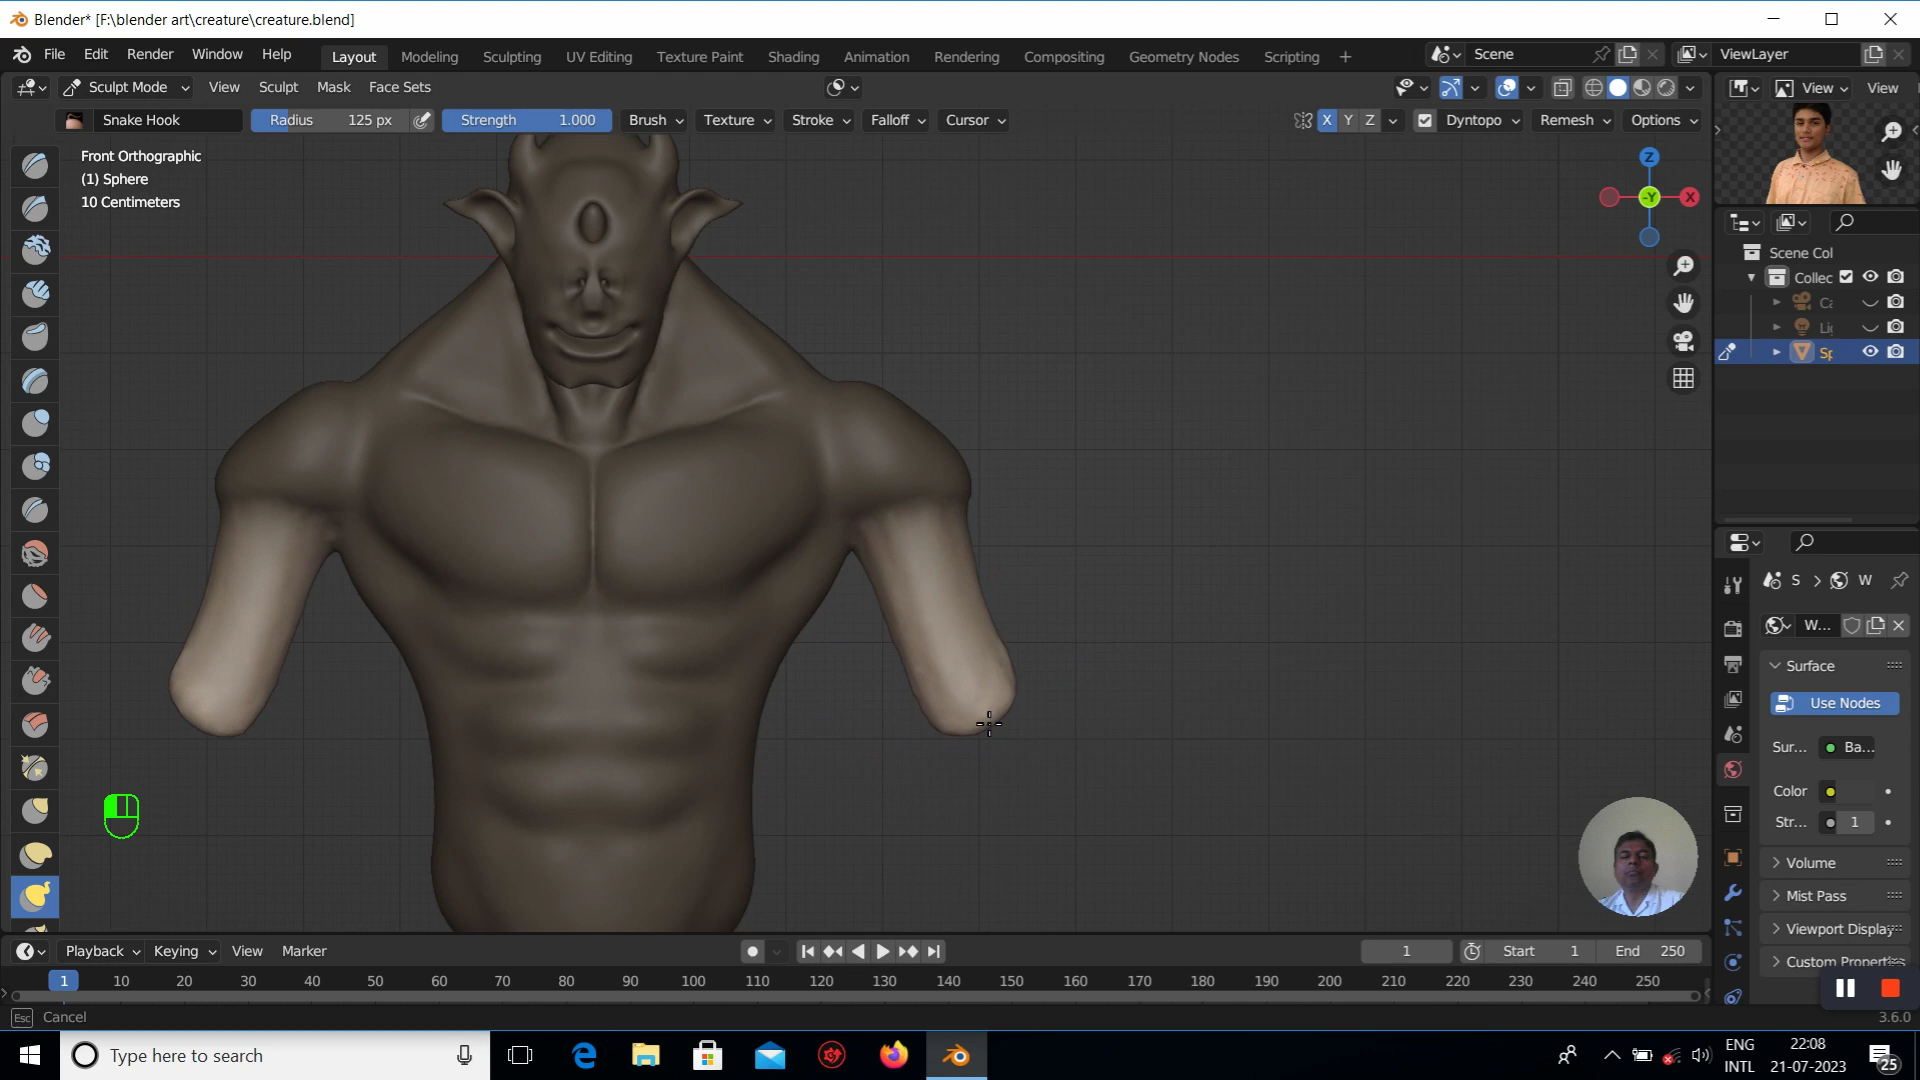 Blender* [F:\blender art\creature\creature.blend]
File Edit Render Window Help Layout Modeling Sculpting UV Editing Texture Paint Shading Animation Rendering Compositing Geometry Nodes Scripting + Scene ViewLayer
Sculpt Mode View Sculpt Mask Face Sets View View
Snake Hook Radius 125 px Strength 1.000 Brush Texture Stroke Falloff Cursor X Y Z Dyntopo Remesh Options
Front Orthographic
(1) Sphere
10 Centimeters
Z
-Y X
Scene Col
Collec
Ca
Li
Sp
S > W
W...
Surface
Use Nodes
Sur... Ba...
Color
Str... 1
Volume
Mist Pass
Viewport Display
Custom Properties
Playback Keying View Marker 1 Start 1 End 250
1 10 20 30 40 50 60 70 80 90 100 110 120 130 140 150 160 170 180 190 200 210 220 230 240 250
Esc Cancel 3.6.0
Type here to search
ENG 22:08
INTL 21-07-2023 25